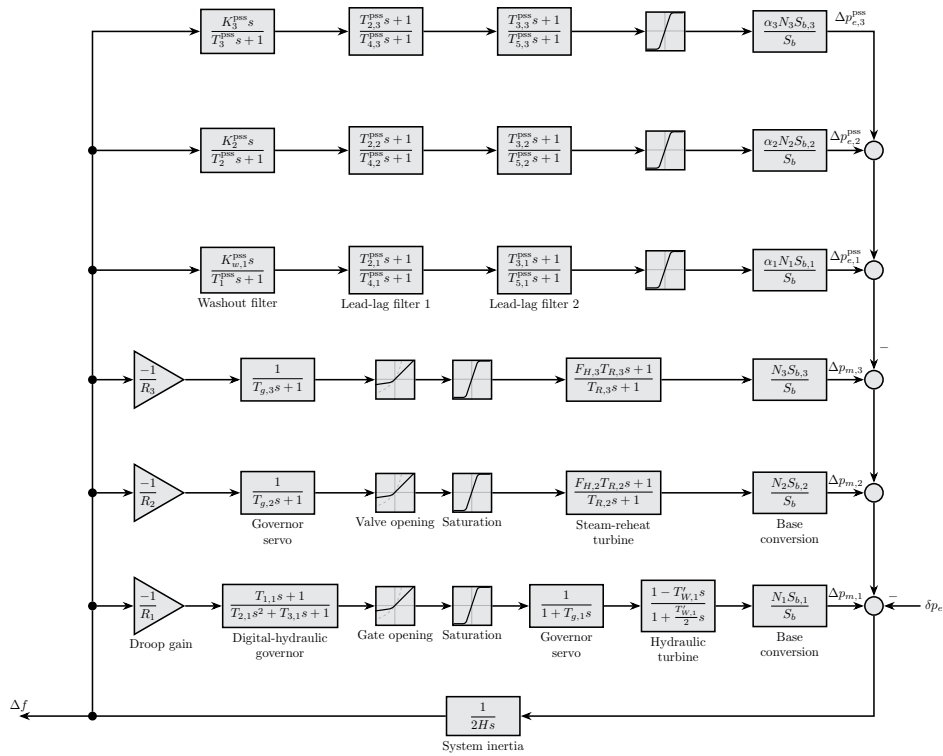 K_3^{pss} s / T_3^{pss} s + 1
T_{2,3}^{pss} s + 1 / T_{4,3}^{pss} s + 1
T_{3,3}^{pss} s + 1 / T_{5,3}^{pss} s + 1
α_3 N_3 S_{b,3} / S_b
Δp_{e,3}^{pss}
K_2^{pss} s / T_2^{pss} s + 1
T_{2,2}^{pss} s + 1 / T_{4,2}^{pss} s + 1
T_{3,2}^{pss} s + 1 / T_{5,2}^{pss} s + 1
α_2 N_2 S_{b,2} / S_b
Δp_{e,2}^{pss}
K_{w,1}^{pss} s / T_1^{pss} s + 1
T_{2,1}^{pss} s + 1 / T_{4,1}^{pss} s + 1
T_{3,1}^{pss} s + 1 / T_{5,1}^{pss} s + 1
α_1 N_1 S_{b,1} / S_b
Δp_{e,1}^{pss}
Washout filter
Lead-lag filter 1
Lead-lag filter 2
−
-1 / R_3
1 / T_{g,3} s + 1
F_{H,3} T_{R,3} s + 1 / T_{R,3} s + 1
N_3 S_{b,3} / S_b
Δp_{m,3}
-1 / R_2
1 / T_{g,2} s + 1
F_{H,2} T_{R,2} s + 1 / T_{R,2} s + 1
N_2 S_{b,2} / S_b
Δp_{m,2}
Governor
servo
Valve opening
Saturation
Steam-reheat
turbine
Base
conversion
-1 / R_1
T_{1,1} s + 1 / T_{2,1} s^2 + T_{3,1} s + 1
1 / 1 + T_{g,1} s
1 − T'_{W,1} s / 1 + \frac{T'_{W,1}}{2} s
N_1 S_{b,1} / S_b
Δp_{m,1}
−
δp_e
Droop gain
Digital-hydraulic
governor
Gate opening
Saturation
Governor
servo
Hydraulic
turbine
Base
conversion
Δf
1 / 2Hs
System inertia